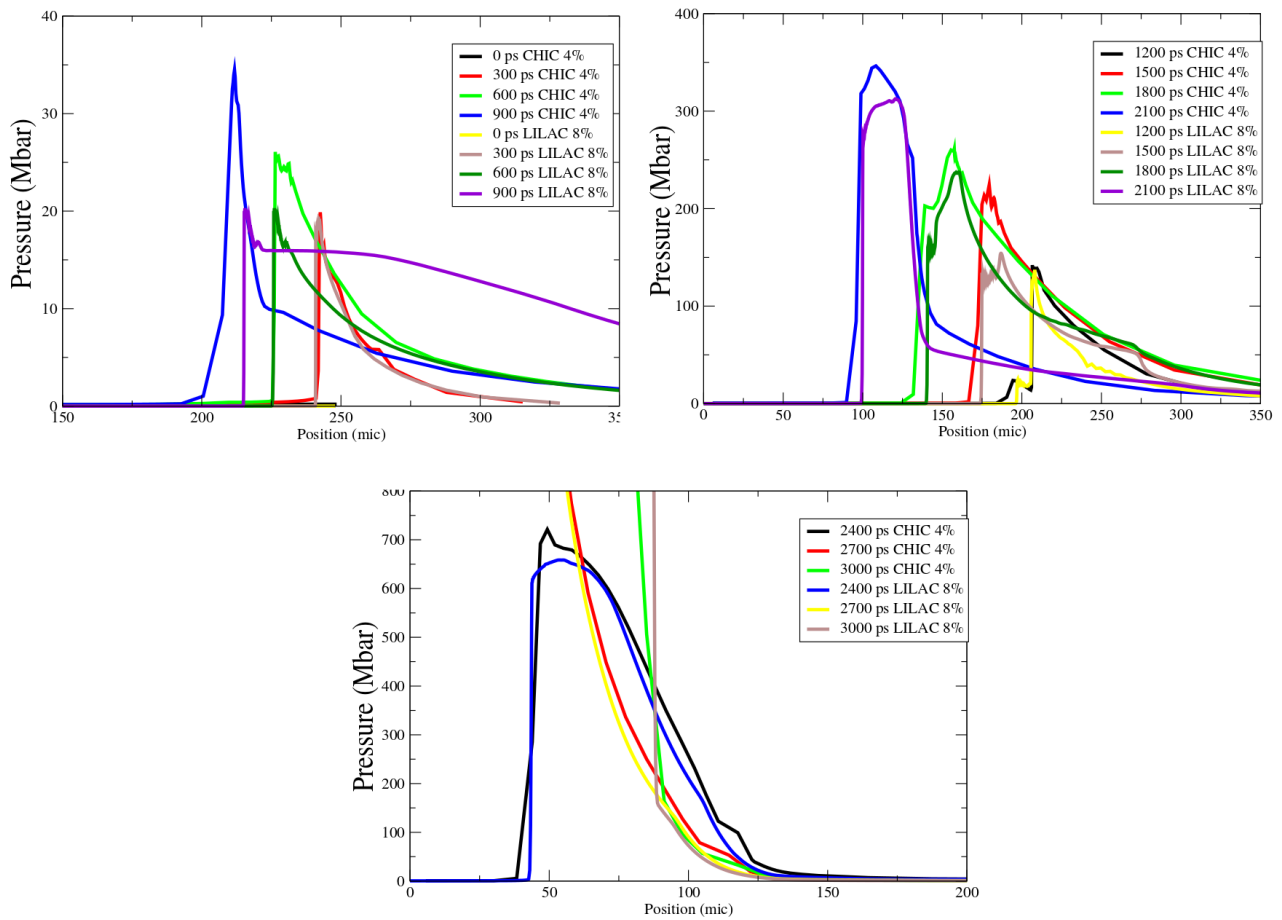 40
30
20
10
0
150
200
250
300
Position (mic)
Pressure (Mbar)
0 ps CHIC 4%
300 ps CHIC 4%
600 ps CHIC 4%
900 ps CHIC 4%
0 ps LILAC 8%
300 ps LILAC 8%
600 ps LILAC 8%
900 ps LILAC 8%
400
300
200
100
0
0
50
100
150
200
250
300
350
Position (mic)
Pressure (Mbar)
1200 ps CHIC 4%
1500 ps CHIC 4%
1800 ps CHIC 4%
2100 ps CHIC 4%
1200 ps LILAC 8%
1500 ps LILAC 8%
1800 ps LILAC 8%
2100 ps LILAC 8%
800
700
600
500
400
300
200
100
0
0
50
100
150
200
Position (mic)
Pressure (Mbar)
2400 ps CHIC 4%
2700 ps CHIC 4%
3000 ps CHIC 4%
2400 ps LILAC 8%
2700 ps LILAC 8%
3000 ps LILAC 8%